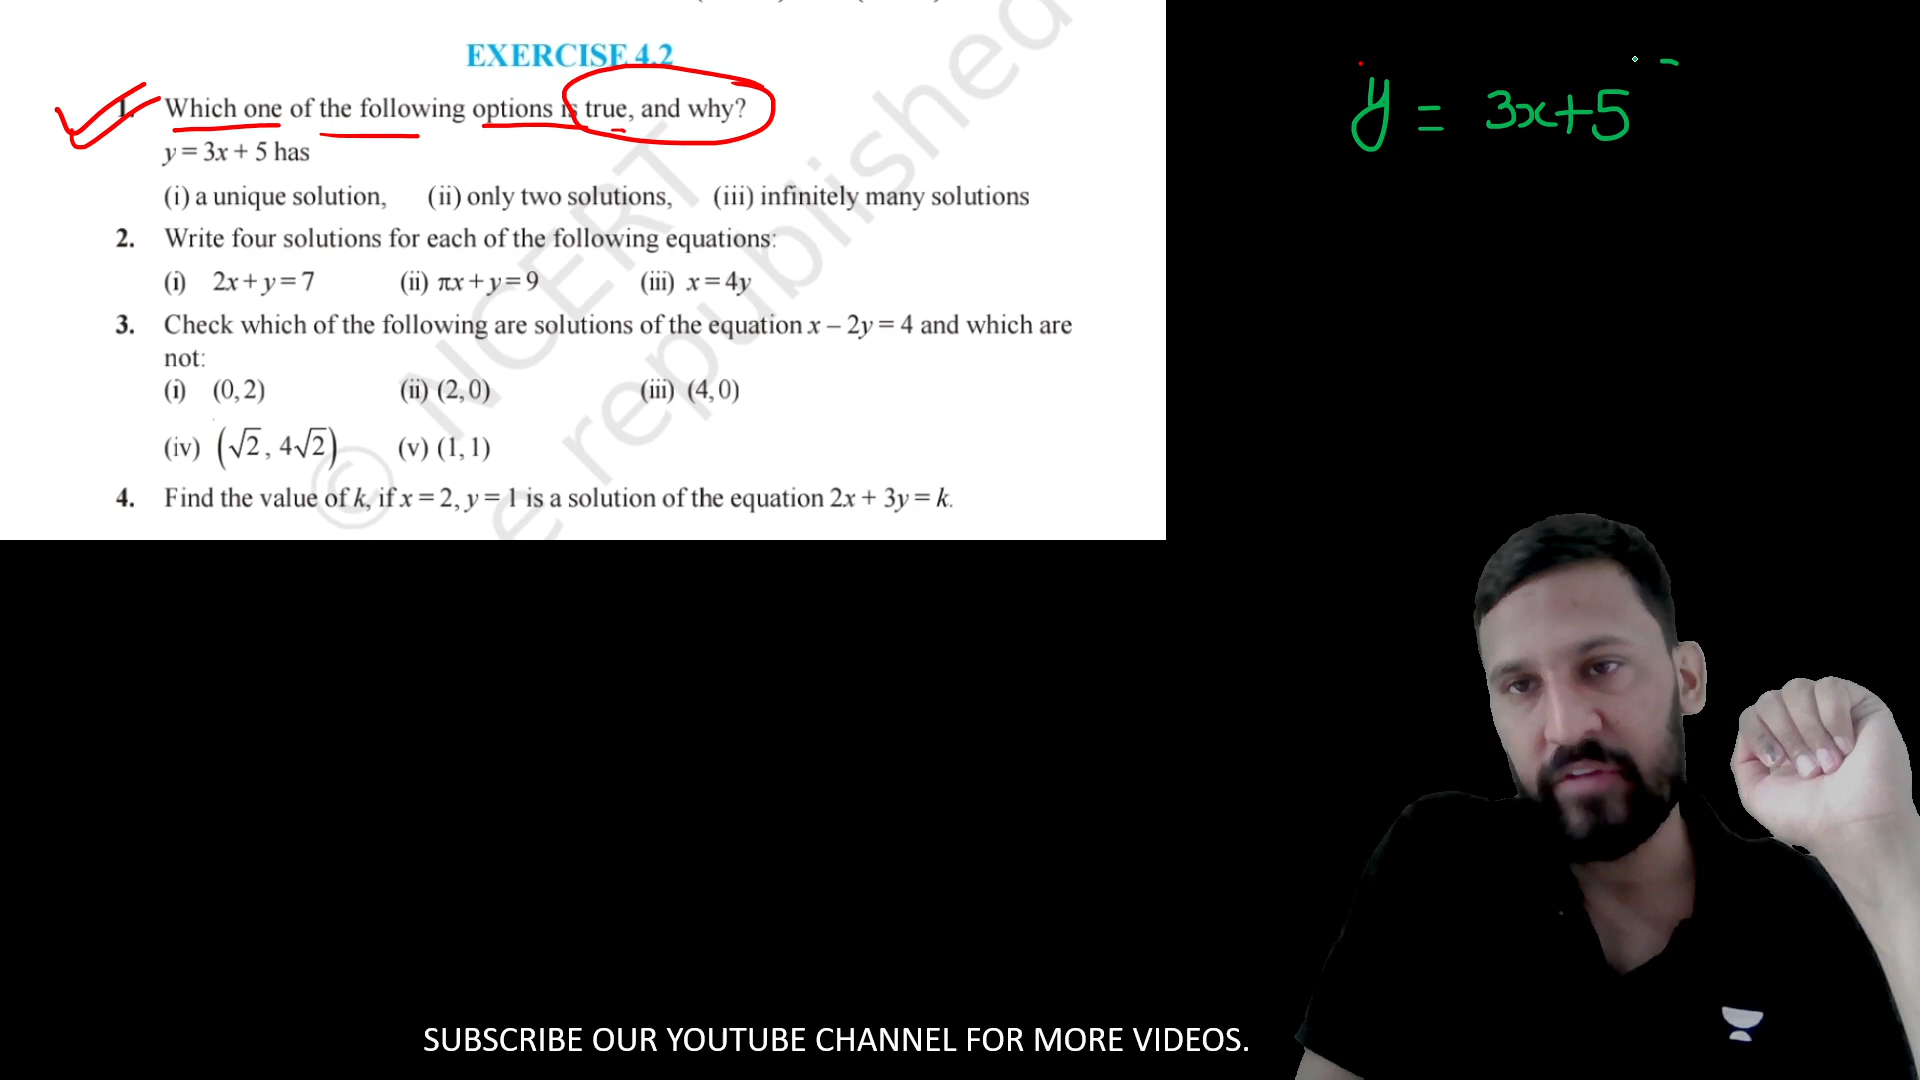 EXERCISE 4.2
1. Which one of the following options is true, and why?
y = 3x + 5 has
(i) a unique solution, (ii) only two solutions, (iii) infinitely many solutions
2. Write four solutions for each of the following equations:
(i) 2x + y = 7 (ii) πx + y = 9 (iii) x = 4y
3. Check which of the following are solutions of the equation x – 2y = 4 and which are
not:
(i) (0, 2) (ii) (2, 0) (iii) (4, 0)
(iv) (√2, 4√2) (v) (1, 1)
4. Find the value of k, if x = 2, y = 1 is a solution of the equation 2x + 3y = k.
© NCERT
e republished
y = 3x+5
SUBSCRIBE OUR YOUTUBE CHANNEL FOR MORE VIDEOS.